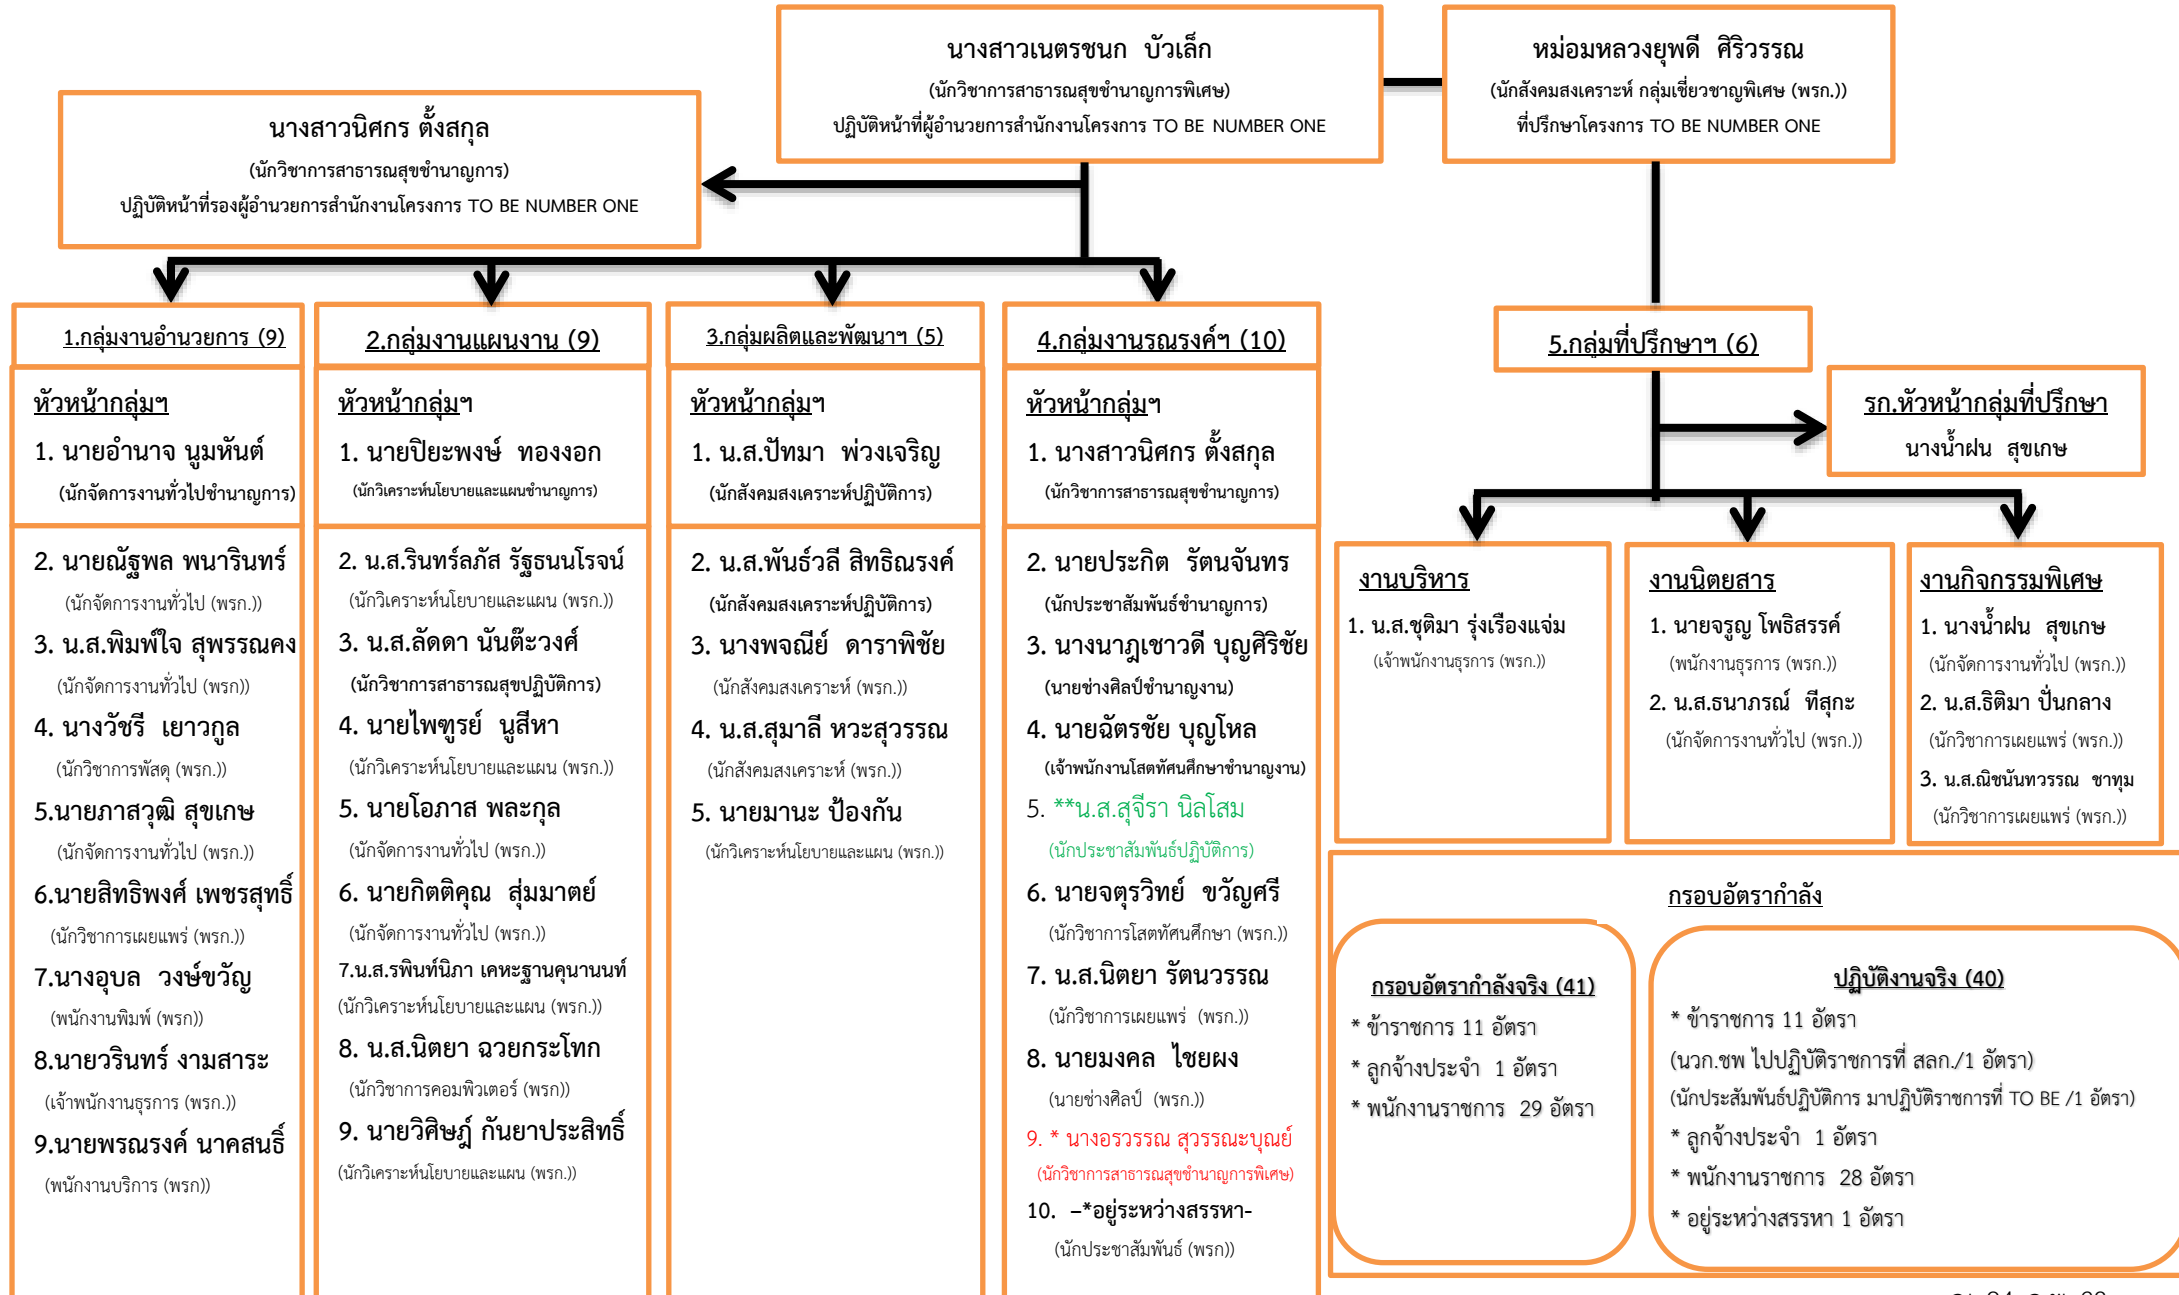 นางสาวเนตรชนก บัวเล็ก
(นักวิชาการสาธารณสุขชำนาญการพิเศษ)
ปฏิบัติหน้าที่ผู้อำนวยการสำนักงานโครงการ TO BE NUMBER ONE
หม่อมหลวงยุพดี ศิริวรรณ
(นักสังคมสงเคราะห์ กลุ่มเชี่ยวชาญพิเศษ (พรก.))
ที่ปรึกษาโครงการ TO BE NUMBER ONE
นางสาวนิศกร ตั้งสกุล
(นักวิชาการสาธารณสุขชำนาญการ)
ปฏิบัติหน้าที่รองผู้อำนวยการสำนักงานโครงการ TO BE NUMBER ONE
1.กลุ่มงานอำนวยการ (9)
หัวหน้ากลุ่มฯ
1. นายอำนาจ นูมหันต์
(นักจัดการงานทั่วไปชำนาญการ)
2. นายณัฐพล พนารินทร์
(นักจัดการงานทั่วไป (พรก.))
3. น.ส.พิมพ์ใจ สุพรรณคง
(นักจัดการงานทั่วไป (พรก))
4. นางวัชรี เยาวกูล
(นักวิชาการพัสดุ (พรก.))
5.นายภาสวุฒิ สุขเกษ
(นักจัดการงานทั่วไป (พรก.))
6.นายสิทธิพงศ์ เพชรสุทธิ์
(นักวิชาการเผยแพร่ (พรก.))
7.นางอุบล วงษ์ขวัญ
(พนักงานพิมพ์ (พรก))
8.นายวรินทร์ งามสาระ
(เจ้าพนักงานธุรการ (พรก.))
9.นายพรณรงค์ นาคสนธิ์
(พนักงานบริการ (พรก))
2.กลุ่มงานแผนงาน (9)
หัวหน้ากลุ่มฯ
1. นายปิยะพงษ์ ทองงอก
(นักวิเคราะห์นโยบายและแผนชำนาญการ)
2. น.ส.รินทร์ลภัส รัฐธนนโรจน์
(นักวิเคราะห์นโยบายและแผน (พรก.))
3. น.ส.ลัดดา นันต๊ะวงศ์
(นักวิชาการสาธารณสุขปฏิบัติการ)
4. นายไพฑูรย์ นูสีหา
(นักวิเคราะห์นโยบายและแผน (พรก.))
5. นายโอภาส พละกุล
(นักจัดการงานทั่วไป (พรก.))
6. นายกิตติคุณ สุ่มมาตย์
(นักจัดการงานทั่วไป (พรก.))
7.น.ส.รพินท์นิภา เคหะฐานคุนานนท์
(นักวิเคราะห์นโยบายและแผน (พรก.))
8. น.ส.นิตยา ฉวยกระโทก
(นักวิชาการคอมพิวเตอร์ (พรก))
9. นายวิศิษฎ์ กันยาประสิทธิ์
(นักวิเคราะห์นโยบายและแผน (พรก.))
3.กลุ่มผลิตและพัฒนาฯ (5)
หัวหน้ากลุ่มฯ
1. น.ส.ปัทมา พ่วงเจริญ
(นักสังคมสงเคราะห์ปฏิบัติการ)
2. น.ส.พันธ์วลี สิทธิณรงค์
(นักสังคมสงเคราะห์ปฏิบัติการ)
3. นางพจณีย์ ดาราพิชัย
(นักสังคมสงเคราะห์ (พรก.))
4. น.ส.สุมาลี หวะสุวรรณ
(นักสังคมสงเคราะห์ (พรก.))
5. นายมานะ ป้องกัน
(นักวิเคราะห์นโยบายและแผน (พรก.))
4.กลุ่มงานรณรงค์ฯ (10)
หัวหน้ากลุ่มฯ
1. นางสาวนิศกร ตั้งสกุล
(นักวิชาการสาธารณสุขชำนาญการ)
2. นายประกิต รัตนจันทร
(นักประชาสัมพันธ์ชำนาญการ)
3. นางนาฎเชาวดี บุญศิริชัย
(นายช่างศิลป์ชำนาญงาน)
4. นายฉัตรชัย บุญโหล
(เจ้าพนักงานโสตทัศนศึกษาชำนาญงาน)
5. **น.ส.สุจีรา นิลโสม
(นักประชาสัมพันธ์ปฏิบัติการ)
6. นายจตุรวิทย์ ขวัญศรี
(นักวิชาการโสตทัศนศึกษา (พรก.))
7. น.ส.นิตยา รัตนวรรณ
(นักวิชาการเผยแพร่ (พรก.))
8. นายมงคล ไชยผง
(นายช่างศิลป์ (พรก.))
9. * นางอรวรรณ สุวรรณะบุณย์
(นักวิชาการสาธารณสุขชำนาญการพิเศษ)
10. –*อยู่ระหว่างสรรหา-
(นักประชาสัมพันธ์ (พรก))
5.กลุ่มที่ปรึกษาฯ (6)
รก.หัวหน้ากลุ่มที่ปรึกษา
นางน้ำฝน สุขเกษ
งานบริหาร
1. น.ส.ชุติมา รุ่งเรืองแจ่ม
(เจ้าพนักงานธุรการ (พรก.))
งานนิตยสาร
1. นายจรูญ โพธิสรรค์
(พนักงานธุรการ (พรก.))
2. น.ส.ธนาภรณ์ ทีสุกะ
(นักจัดการงานทั่วไป (พรก.))
งานกิจกรรมพิเศษ
1. นางน้ำฝน สุขเกษ
(นักจัดการงานทั่วไป (พรก.))
2. น.ส.ธิติมา ปั่นกลาง
(นักวิชาการเผยแพร่ (พรก.))
3. น.ส.ณิชนันทวรรณ ชาทุม
(นักวิชาการเผยแพร่ (พรก.))
กรอบอัตรากำลัง
กรอบอัตรากำลังจริง (41)
* ข้าราชการ 11 อัตรา
* ลูกจ้างประจำ 1 อัตรา
* พนักงานราชการ 29 อัตรา
ปฏิบัติงานจริง (40)
* ข้าราชการ 11 อัตรา
(นวก.ชพ ไปปฏิบัติราชการที่ สลก./1 อัตรา)
(นักประสัมพันธ์ปฏิบัติการ มาปฏิบัติราชการที่ TO BE /1 อัตรา)
* ลูกจ้างประจำ 1 อัตรา
* พนักงานราชการ 28 อัตรา
* อยู่ระหว่างสรรหา 1 อัตรา